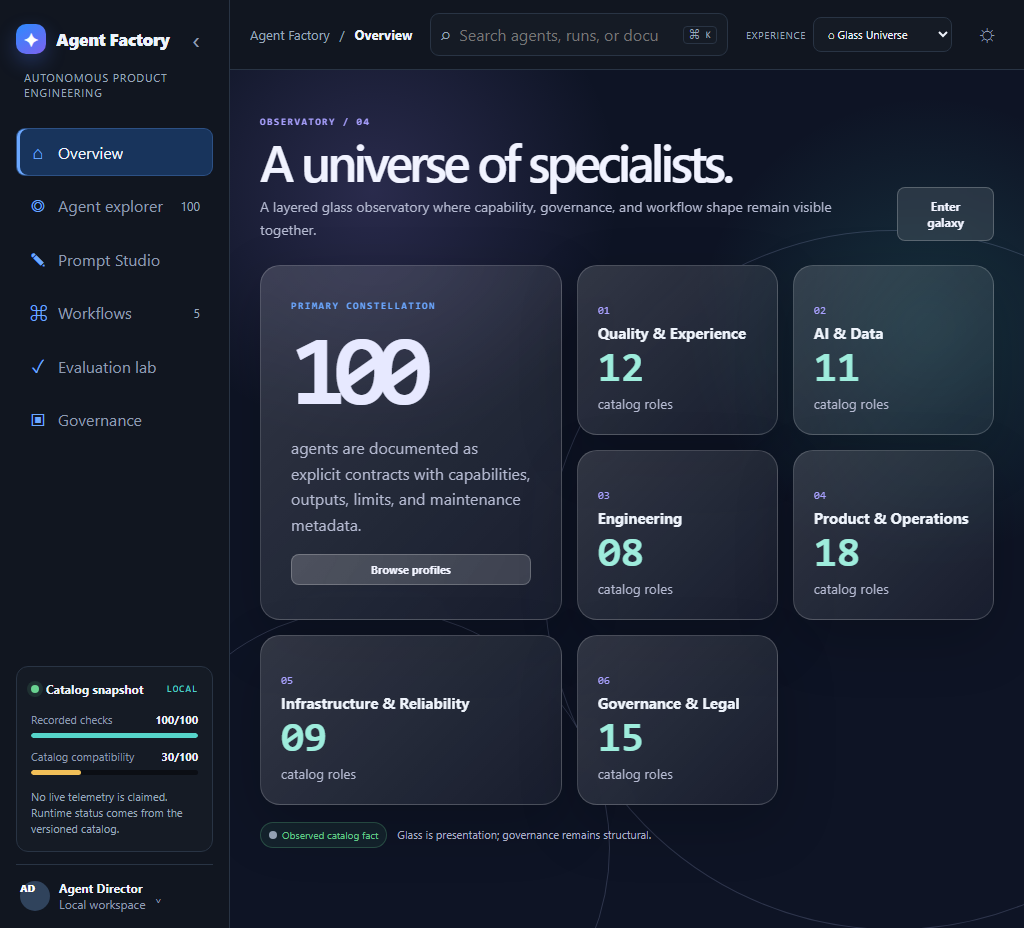 Agent Factory
AUTONOMOUS PRODUCT
ENGINEERING
Overview
Agent explorer 100
Prompt Studio
Workflows 5
Evaluation lab
Governance
Catalog snapshot LOCAL
Recorded checks 100/100
Catalog compatibility 30/100
No live telemetry is claimed.
Runtime status comes from the
versioned catalog.
AD
Agent Director
Local workspace
Agent Factory / Overview
Search agents, runs, or docu ⌘ K
EXPERIENCE
Glass Universe
OBSERVATORY / 04
A universe of specialists.
A layered glass observatory where capability, governance, and workflow shape remain visible
together.
Enter
galaxy
PRIMARY CONSTELLATION
100
agents are documented as
explicit contracts with capabilities,
outputs, limits, and maintenance
metadata.
Browse profiles
01
Quality & Experience
12
catalog roles
02
AI & Data
11
catalog roles
03
Engineering
08
catalog roles
04
Product & Operations
18
catalog roles
05
Infrastructure & Reliability
09
catalog roles
06
Governance & Legal
15
catalog roles
Observed catalog fact
Glass is presentation; governance remains structural.